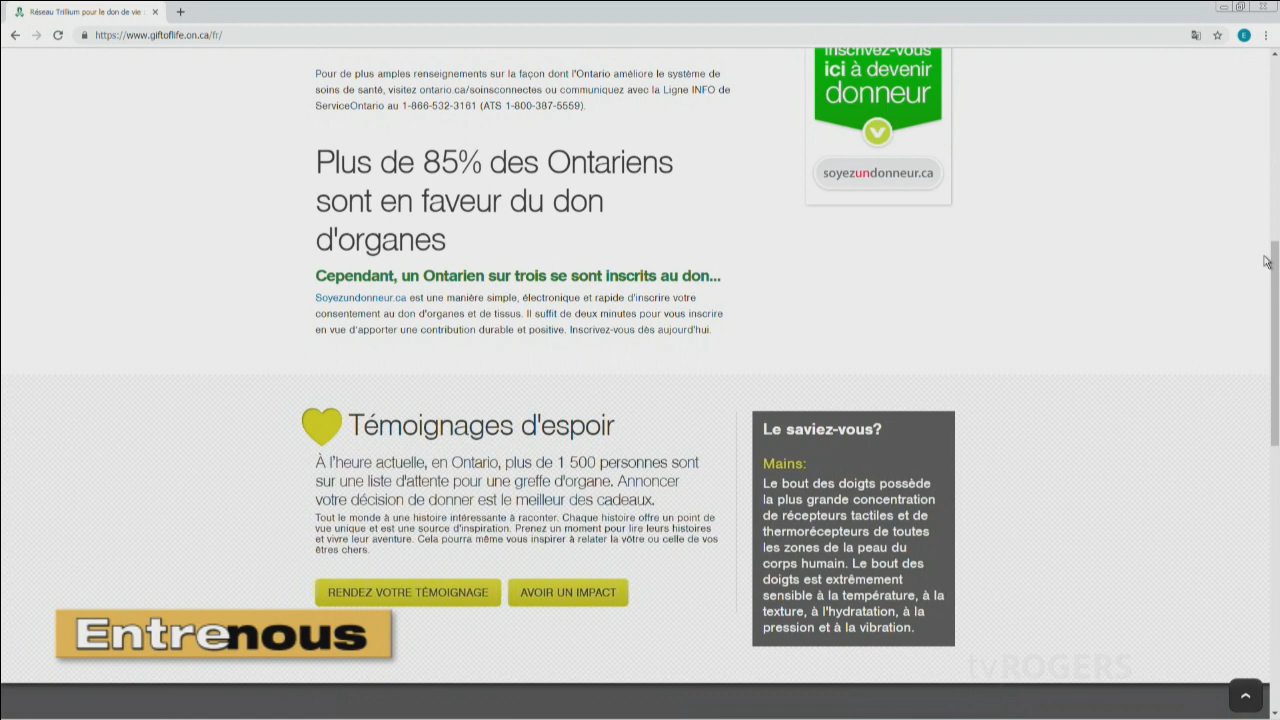 Réseau Trillium pour le don de vie
https://www.giftoflife.on.ca/fr/
E
Pour de plus amples renseignements sur la façon dont l'Ontario améliore le système de
soins de santé, visitez ontario.ca/soinsconnectes ou communiquez avec la Ligne INFO de
ServiceOntario au 1-866-532-3161 (ATS 1-800-387-5559).
Inscrivez-vous
ici à devenir
donneur
soyezundonneur.ca
Plus de 85% des Ontariens
sont en faveur du don
d'organes
Cependant, un Ontarien sur trois se sont inscrits au don...
Soyezundonneur.ca est une manière simple, électronique et rapide d'inscrire votre
consentement au don d'organes et de tissus. Il suffit de deux minutes pour vous inscrire
en vue d'apporter une contribution durable et positive. Inscrivez-vous dès aujourd'hui.
Témoignages d'espoir
À l'heure actuelle, en Ontario, plus de 1 500 personnes sont
sur une liste d'attente pour une greffe d'organe. Annoncer
votre décision de donner est le meilleur des cadeaux.
Tout le monde à une histoire intéressante à raconter. Chaque histoire offre un point de
vue unique et est une source d'inspiration. Prenez un moment pour lire leurs histoires
et vivre leur aventure. Cela pourra même vous inspirer à relater la vôtre ou celle de vos
êtres chers.
RENDEZ VOTRE TÉMOIGNAGE
AVOIR UN IMPACT
Le saviez-vous?
Mains:
Le bout des doigts possède
la plus grande concentration
de récepteurs tactiles et de
thermorécepteurs de toutes
les zones de la peau du
corps humain. Le bout des
doigts est extrêmement
sensible à la température, à la
texture, à l'hydratation, à la
pression et à la vibration.
Entrenous
tvROGERS